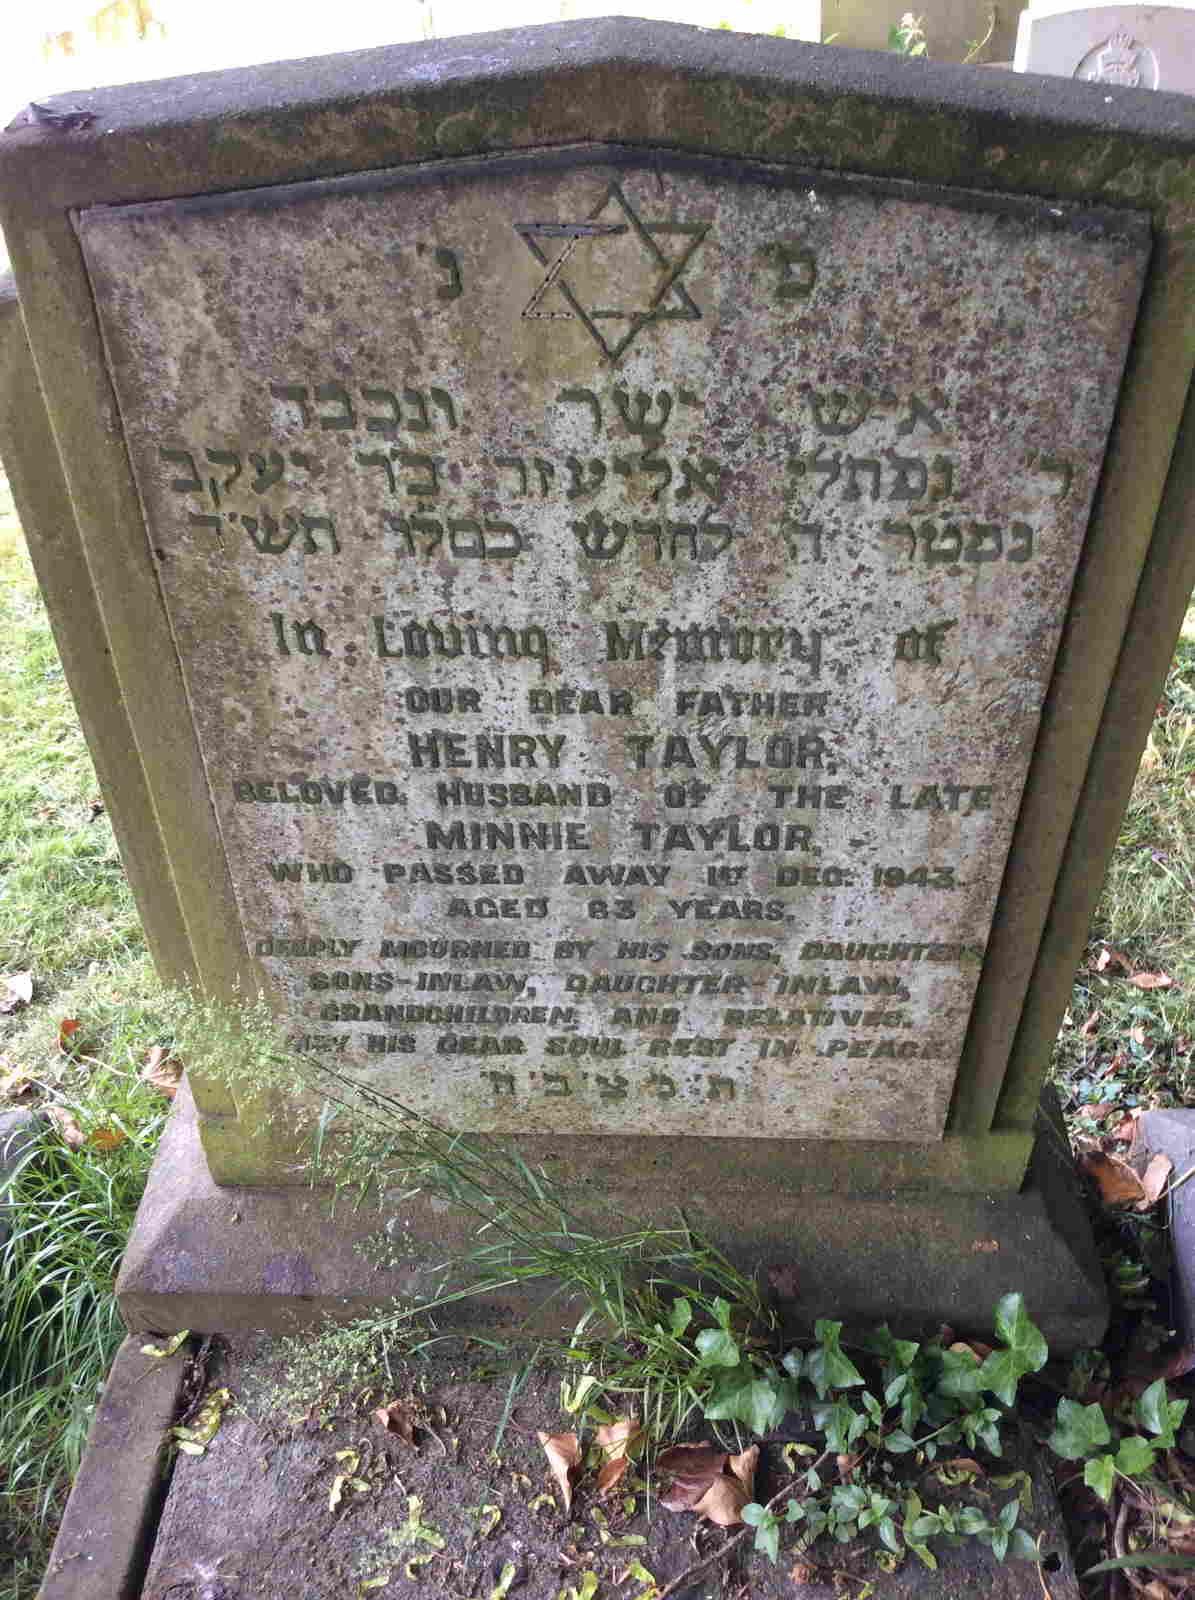 פ' נ'
איש ישר ונכבד
ר' נפתלי אליעזר בר יעקב
נפטר ה' לחדש כסלו תש"ד
In Loving Memory of
OUR DEAR FATHER
HENRY TAYLOR,
BELOVED HUSBAND OF THE LATE
MINNIE TAYLOR,
WHO PASSED AWAY 1ST DEC. 1943.
AGED 63 YEARS.
DEEPLY MOURNED BY HIS SONS, DAUGHTERS
SONS-INLAW, DAUGHTER-INLAW,
GRANDCHILDREN AND RELATIVES.
MAY HIS DEAR SOUL REST IN PEACE
ת' נ' צ' ב' ה'